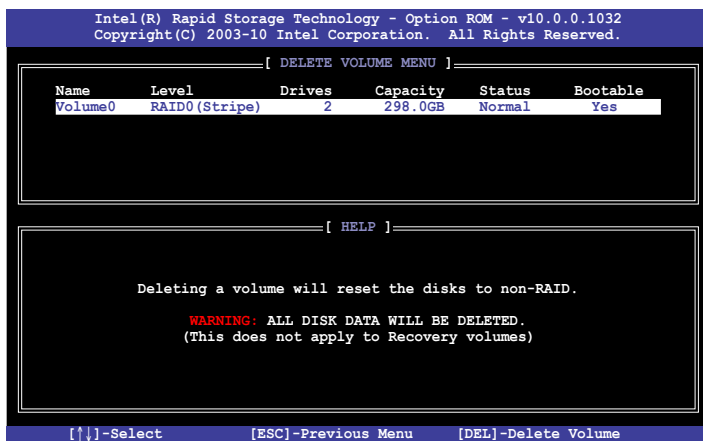 Intel(R) Rapid Storage Technology - Option ROM - v10.0.0.1032
Copyright(C) 2003-10 Intel Corporation. All Rights Reserved.
[ DELETE VOLUME MENU ]
Name Level Drives Capacity Status Bootable
Volume0 RAID0(Stripe) 2 298.0GB Normal Yes
[ HELP ]
Deleting a volume will reset the disks to non-RAID.
WARNING: ALL DISK DATA WILL BE DELETED.
(This does not apply to Recovery volumes)
[↑↓]-Select [ESC]-Previous Menu [DEL]-Delete Volume